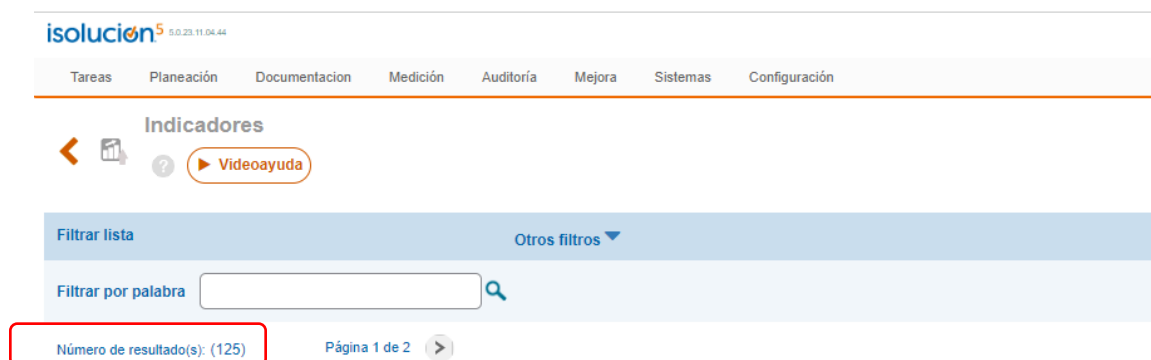 isolución5 5.0.23.11.04.44
Tareas Planeación Documentacion Medición Auditoría Mejora Sistemas Configuración
Indicadores
? Videoayuda
Filtrar lista Otros filtros
Filtrar por palabra
Número de resultado(s): (125) Página 1 de 2 >